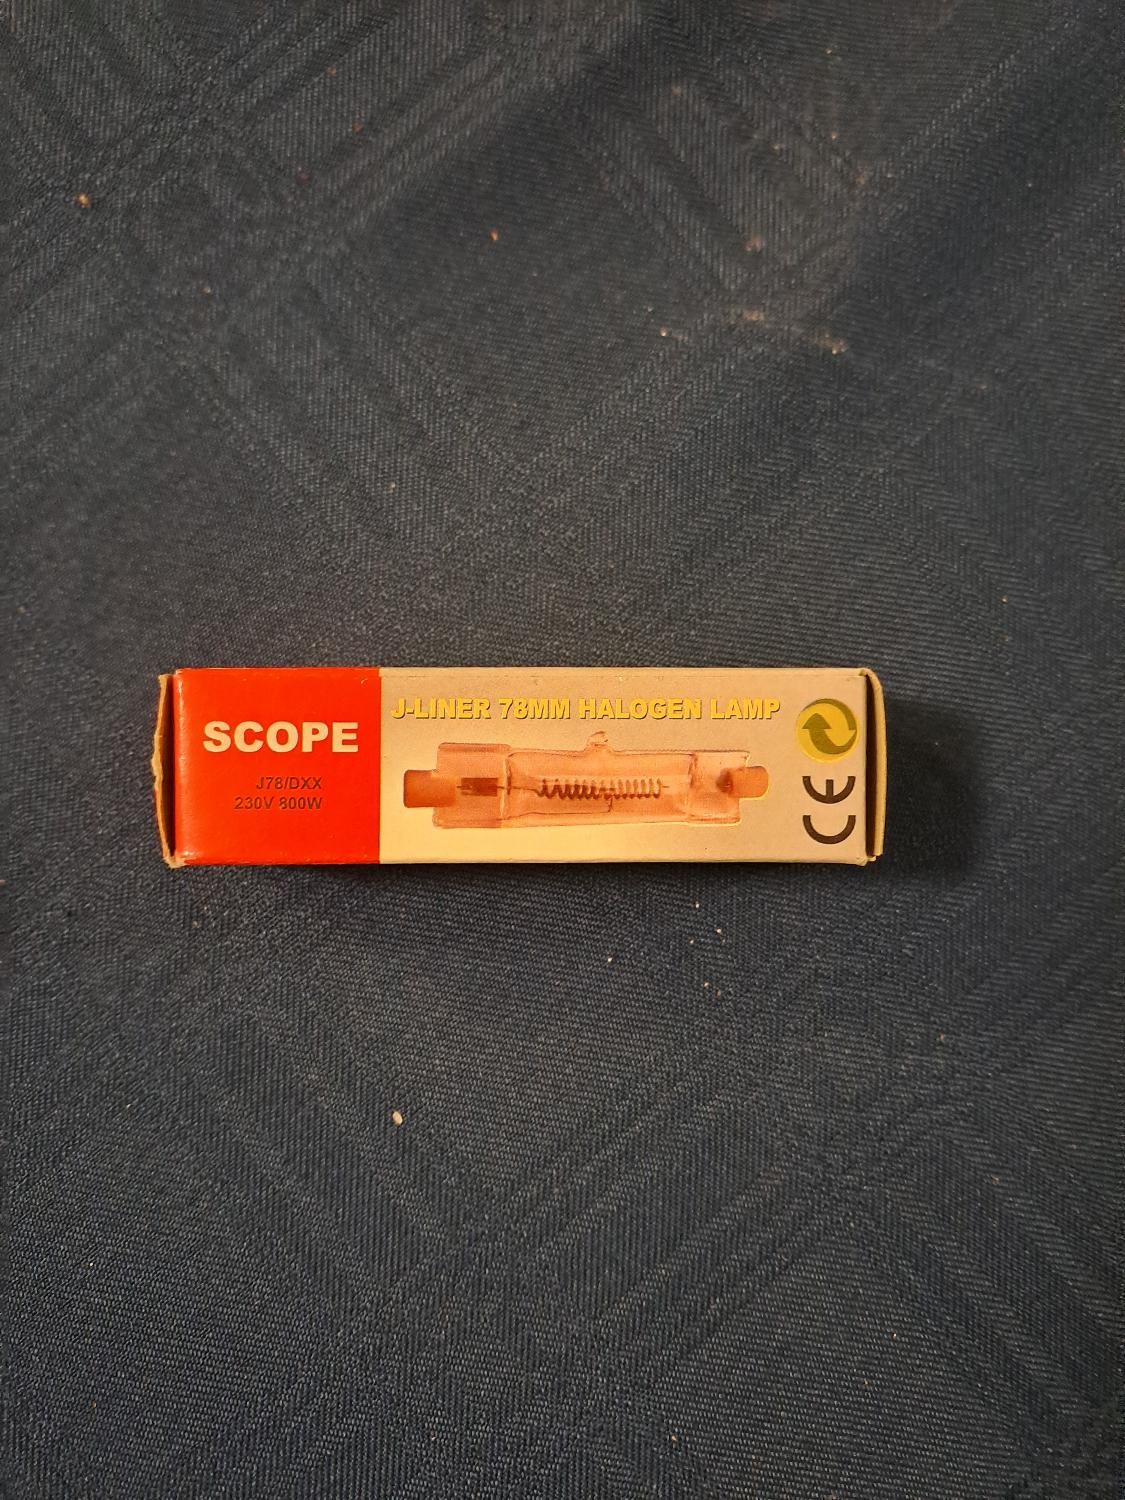 SCOPE
J78/DXX
230V 800W
J-LINER 78MM HALOGEN LAMP
CE